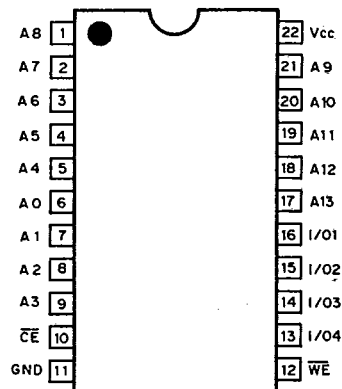 A8 1 22 Vcc
A7 2 21 A9
A6 3 20 A10
A5 4 19 A11
A4 5 18 A12
A0 6 17 A13
A1 7 16 I/O1
A2 8 15 I/O2
A3 9 14 I/O3
C̅E̅ 10 13 I/O4
GND 11 12 W̅E̅